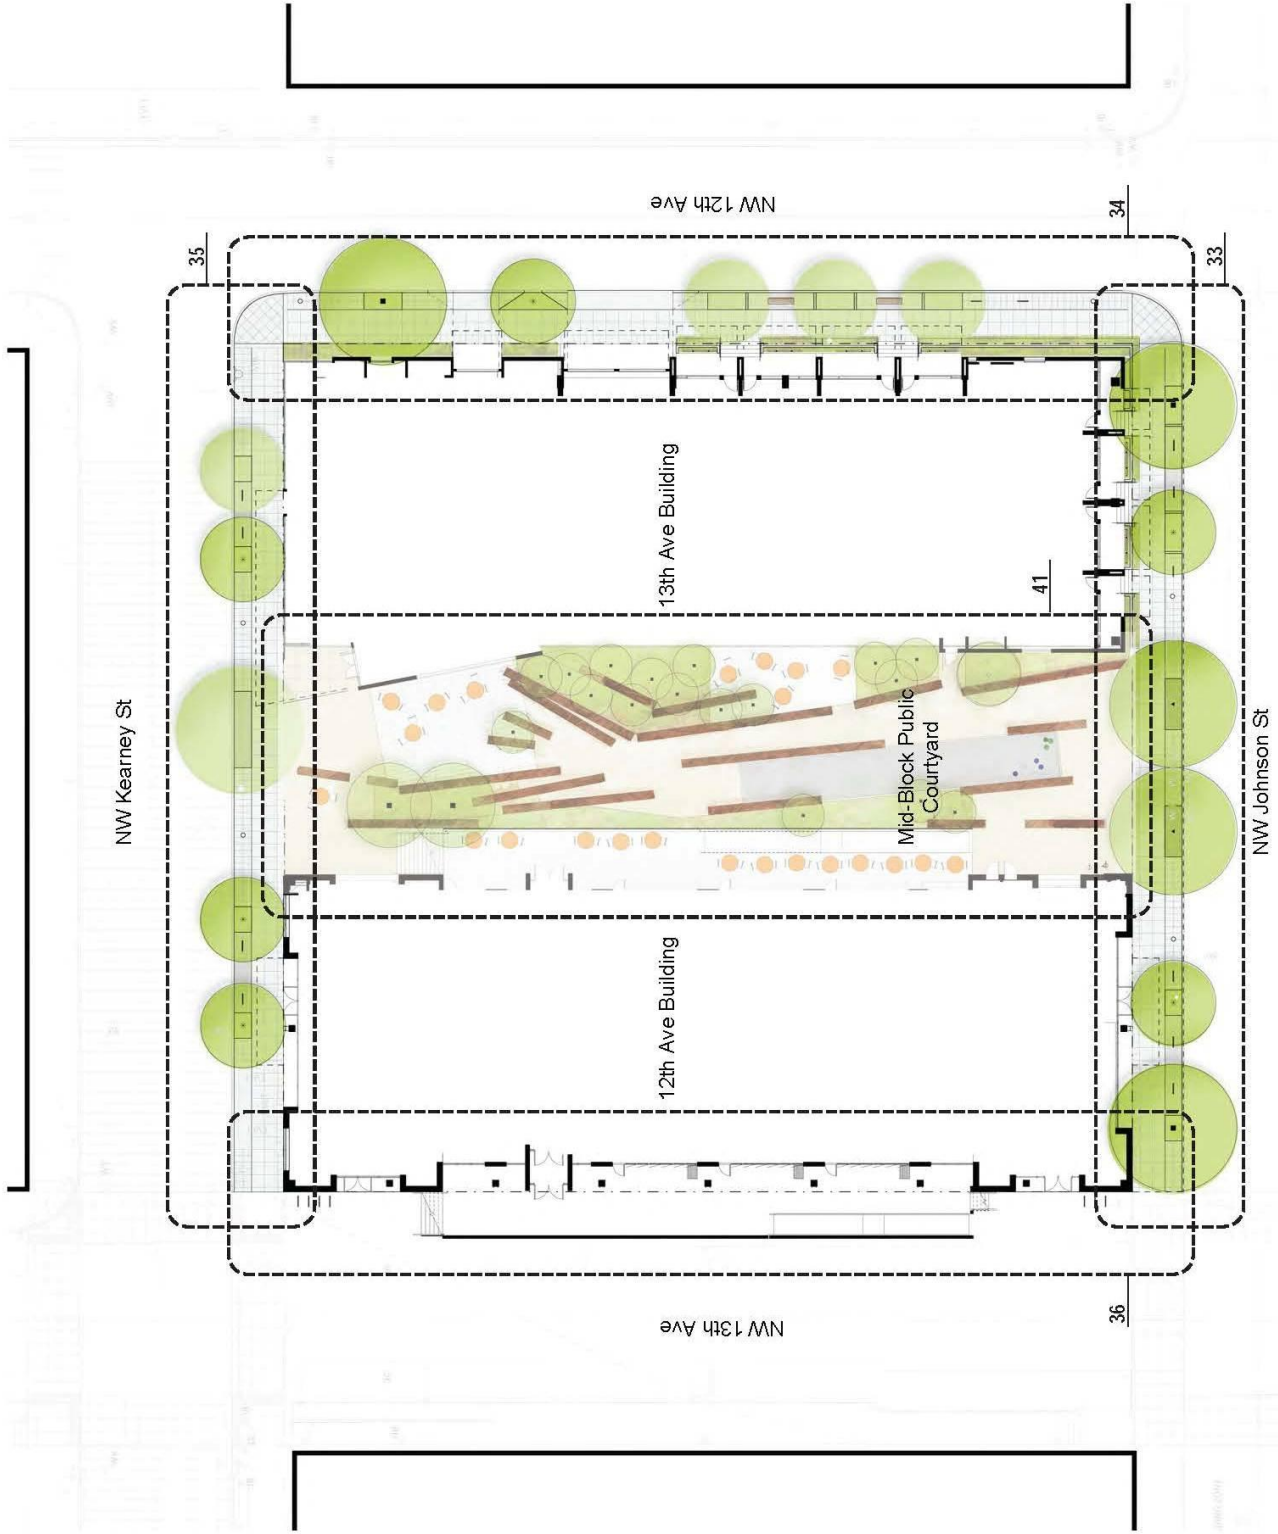 NW 12th Ave
34
35
33
NW Kearney St
13th Ave Building
41
Mid-Block Public
Courtyard
NW Johnson St
12th Ave Building
NW 13th Ave
36